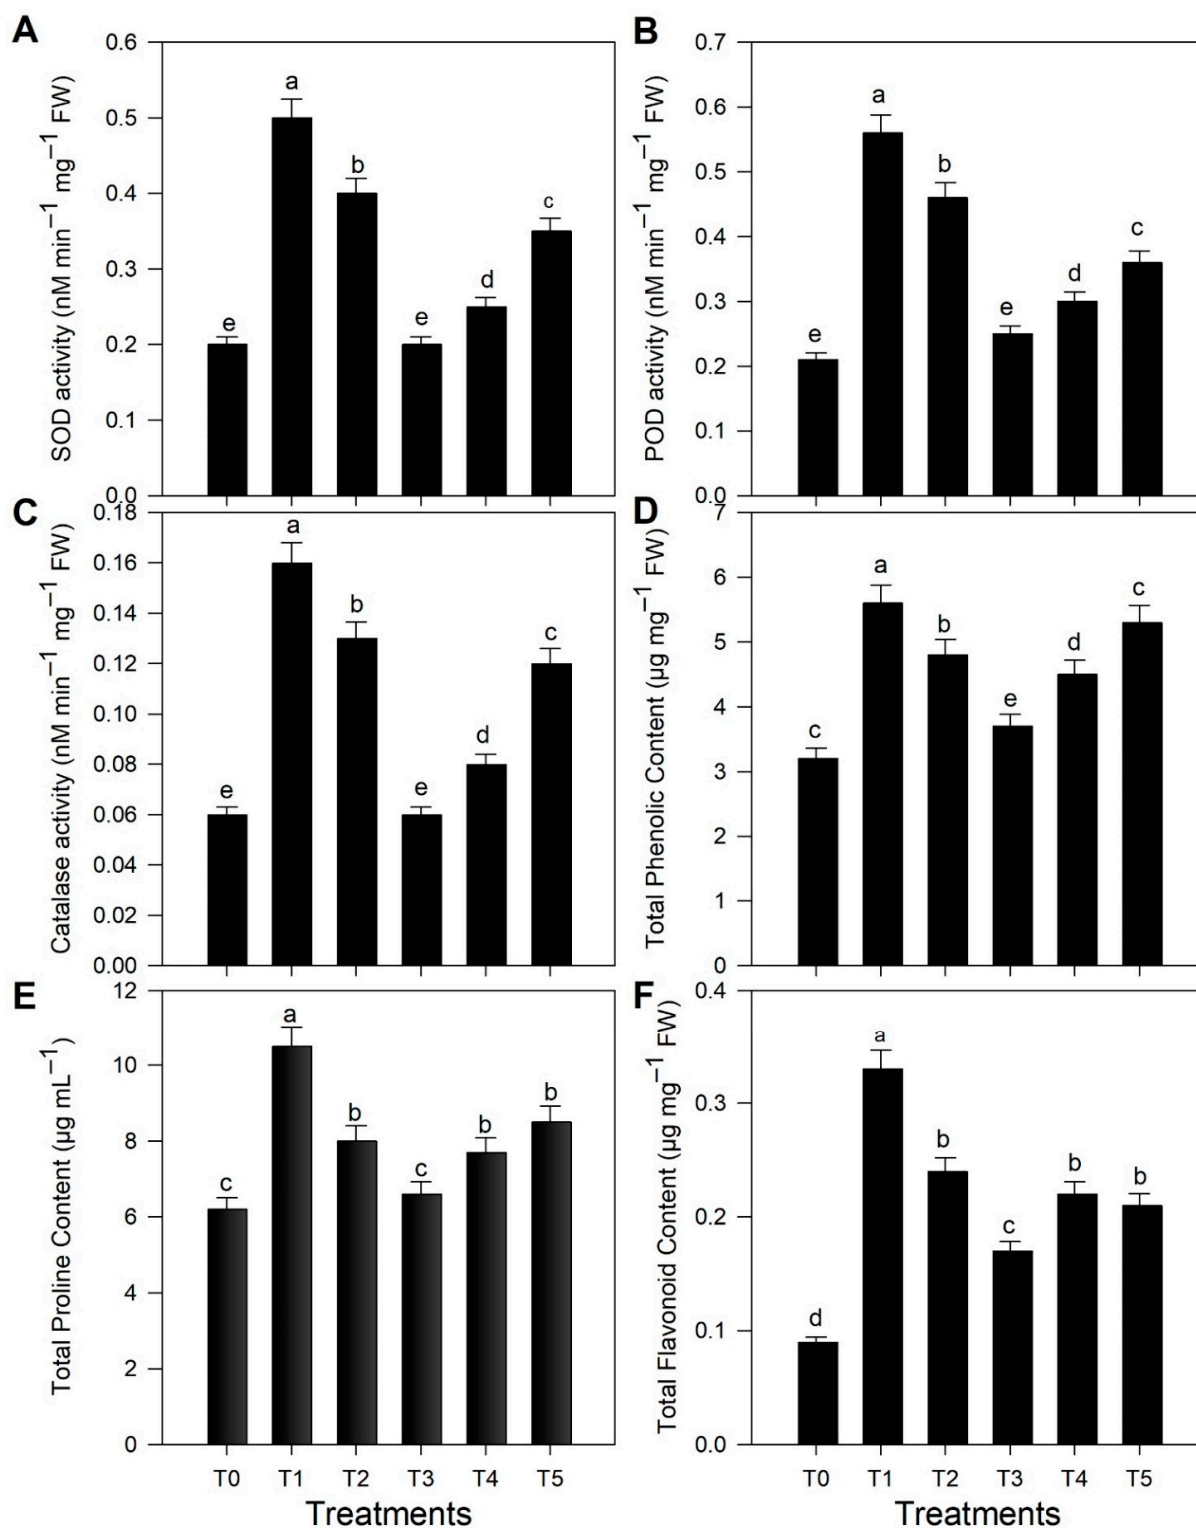 A
SOD activity (nM min⁻¹ mg⁻¹ FW)
0.6
0.5
0.4
0.3
0.2
0.1
0.0
e
a
b
e
d
c
B
POD activity (nM min⁻¹ mg⁻¹ FW)
0.7
0.6
0.5
0.4
0.3
0.2
0.1
0.0
e
a
b
e
d
c
C
Catalase activity (nM min⁻¹ mg⁻¹ FW)
0.18
0.16
0.14
0.12
0.10
0.08
0.06
0.04
0.02
0.00
e
a
b
e
d
c
D
Total Phenolic Content (µg mg⁻¹ FW)
7
6
5
4
3
2
1
0
c
a
b
e
d
c
E
Total Proline Content (µg mL⁻¹)
12
10
8
6
4
2
0
c
a
b
c
b
b
T0 T1 T2 T3 T4 T5
Treatments
F
Total Flavonoid Content (µg mg⁻¹ FW)
0.4
0.3
0.2
0.1
0.0
d
a
b
c
b
b
T0 T1 T2 T3 T4 T5
Treatments